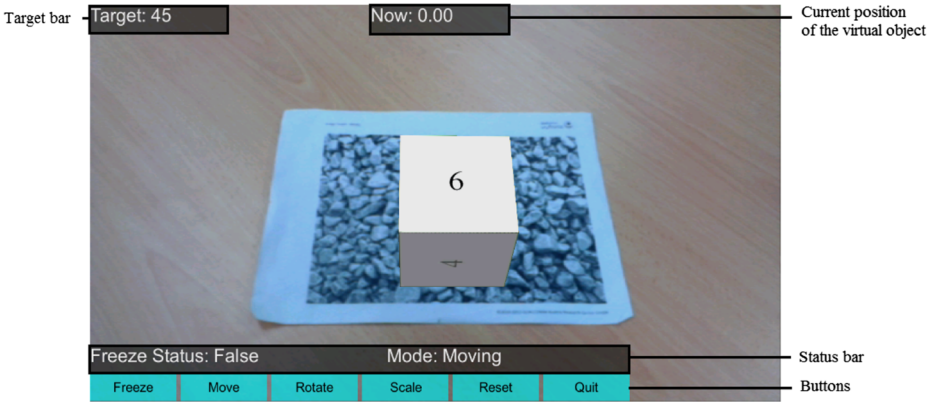 Target bar
Target: 45
Now: 0.00
Current position
of the virtual object
6
4
Freeze Status: False
Mode: Moving
Status bar
Freeze
Move
Rotate
Scale
Reset
Quit
Buttons